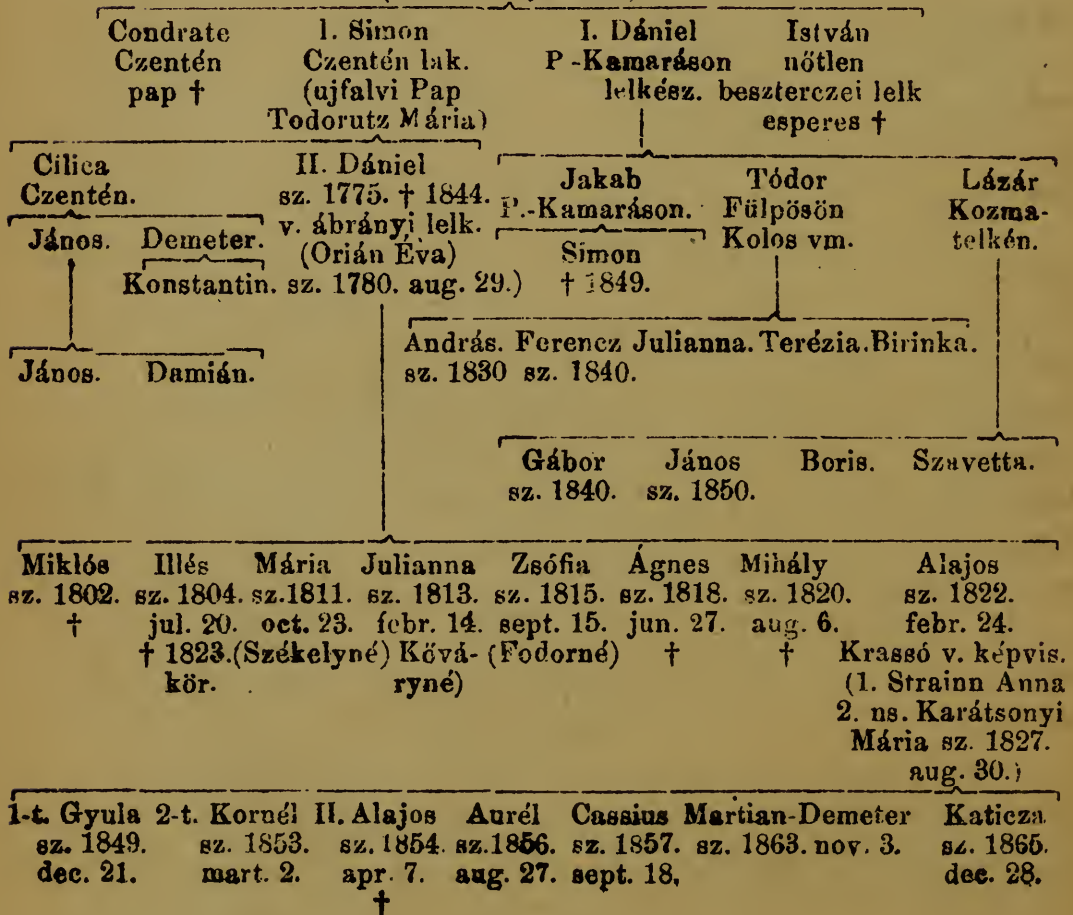 Condrate 1. Simon I. Dániel István
Czentén Czentén lak. P -Kamaráson nőtlen
pap † (ujfalvi Pap lelkész. beszterczei lelk
Todorutz Mária) esperes †
Cilica II. Dániel
Czentén. sz. 1775. † 1844. Jakab Tódor Lázár
v. ábrányi lelk. P.-Kamaráson. Fülpösön Kozma-
János. Demeter. (Orián Éva) Simon Kolos vm. telkén.
Konstantin. sz. 1780. aug. 29.) † 1849.
András. Ferencz Julianna. Terézia. Birinka.
János. Damián. sz. 1830 sz. 1840.
Gábor János Boris. Szavetta.
sz. 1840. sz. 1850.
Miklós Illés Mária Julianna Zsófia Ágnes Mihály Alajos
sz. 1802. sz. 1804. sz.1811. sz. 1813. sz. 1815. sz. 1818. sz. 1820. sz. 1822.
† jul. 20. oct. 23. febr. 14. sept. 15. jun. 27. aug. 6. febr. 24.
† 1823.(Székelyné) Kővá- (Fodorné) † † Krassó v. képvis.
kör. ryné) (1. Strainn Anna
2. ns. Karátsonyi
Mária sz. 1827.
aug. 30.)
1-t. Gyula 2-t. Kornél II. Alajos Aurél Cassius Martian-Demeter Katicza
sz. 1849. sz. 1853. sz. 1854. sz.1856. sz. 1857. sz. 1863. nov. 3. sz. 1865.
dec. 21. mart. 2. apr. 7. aug. 27. sept. 18, dec. 28.
†